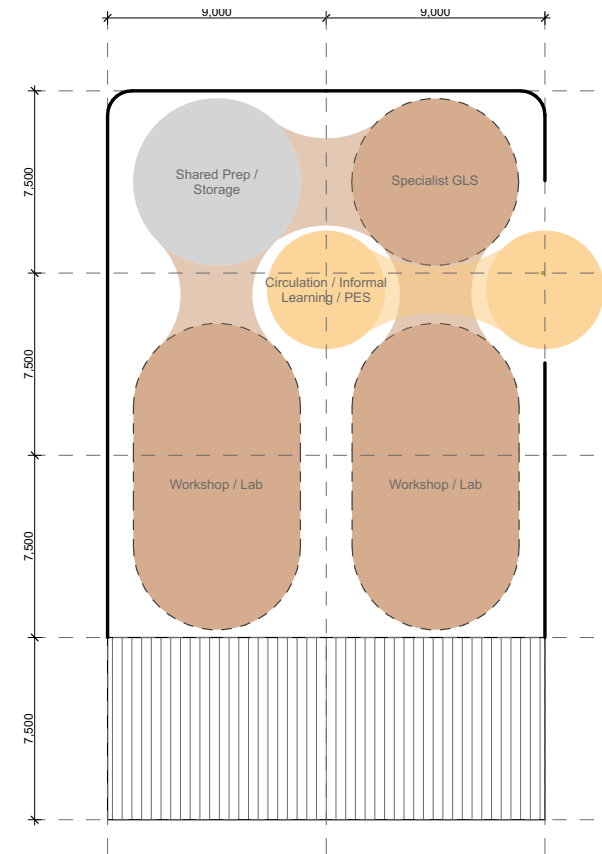 9,000
9,000
7,500
Shared Prep /
Storage
Specialist GLS
7,500
Circulation / Informal
Learning / PES
7,500
Workshop / Lab
Workshop / Lab
7,500